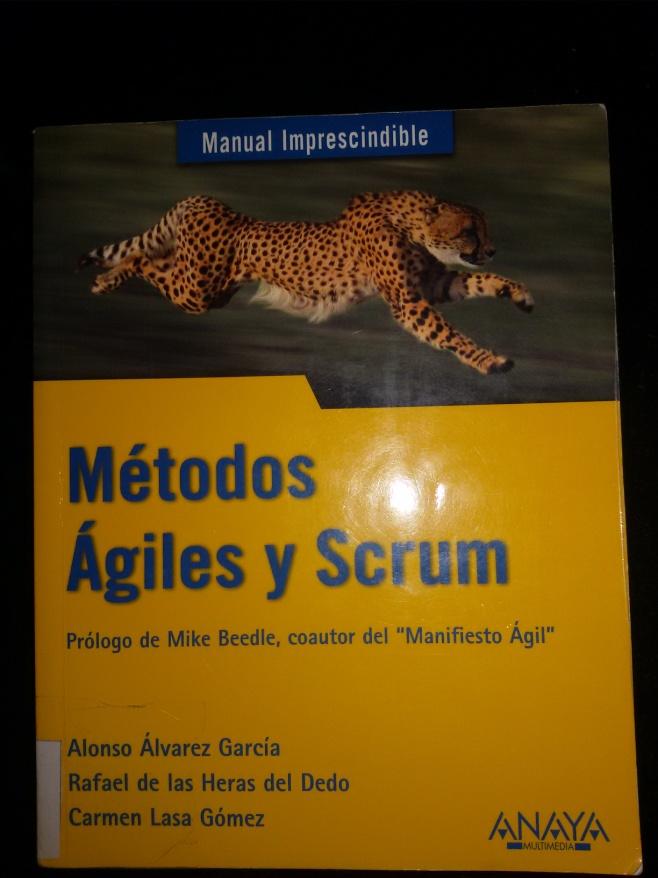 Manual Imprescindible
Métodos
Ágiles y Scrum
Prólogo de Mike Beedle, coautor del "Manifiesto Ágil"
Alonso Álvarez García
Rafael de las Heras del Dedo
Carmen Lasa Gómez
ANAYA
MULTIMEDIA